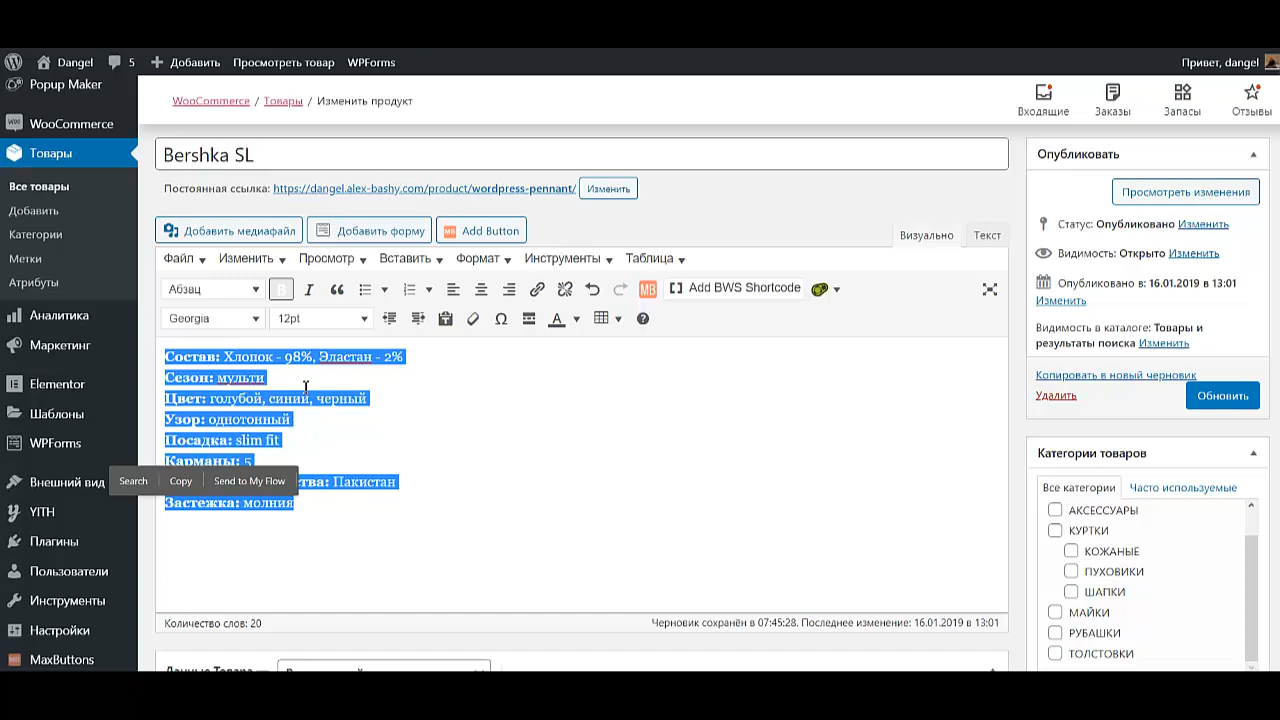 Dangel 5 Добавить Просмотреть товар WPForms Привет, dangel
Popup Maker
WooCommerce
Товары
Все товары
Добавить
Категории
Метки
Атрибуты
Аналитика
Маркетинг
Elementor
Шаблоны
WPForms
Внешний вид
YITH
Плагины
Пользователи
Инструменты
Настройки
MaxButtons
WooCommerce / Товары / Изменить продукт
Входящие Заказы Запасы Отзывы
Bershka SL
Постоянная ссылка: https://dangel.alex-bashy.com/product/wordpress-pennant/ Изменить
Добавить медиафайл Добавить форму MB Add Button
Визуально Текст
Файл Изменить Просмотр Вставить Формат Инструменты Таблица
Абзац B I MB Add BWS Shortcode
Georgia 12pt A
Состав: Хлопок - 98%, Эластан - 2%
Сезон: мульти
Цвет: голубой, синий, черный
Узор: однотонный
Посадка: slim fit
Карманы: 5
тва: Пакистан
Застежка: молния
Search Copy Send to My Flow
Количество слов: 20 Черновик сохранён в 07:45:28. Последнее изменение: 16.01.2019 в 13:01
Опубликовать
Просмотреть изменения
Статус: Опубликовано Изменить
Видимость: Открыто Изменить
Опубликовано в: 16.01.2019 в 13:01
Изменить
Видимость в каталоге: Товары и
результаты поиска Изменить
Копировать в новый черновик
Удалить Обновить
Категории товаров
Все категории Часто используемые
АКСЕССУАРЫ
КУРТКИ
КОЖАНЫЕ
ПУХОВИКИ
ШАПКИ
МАЙКИ
РУБАШКИ
ТОЛСТОВКИ